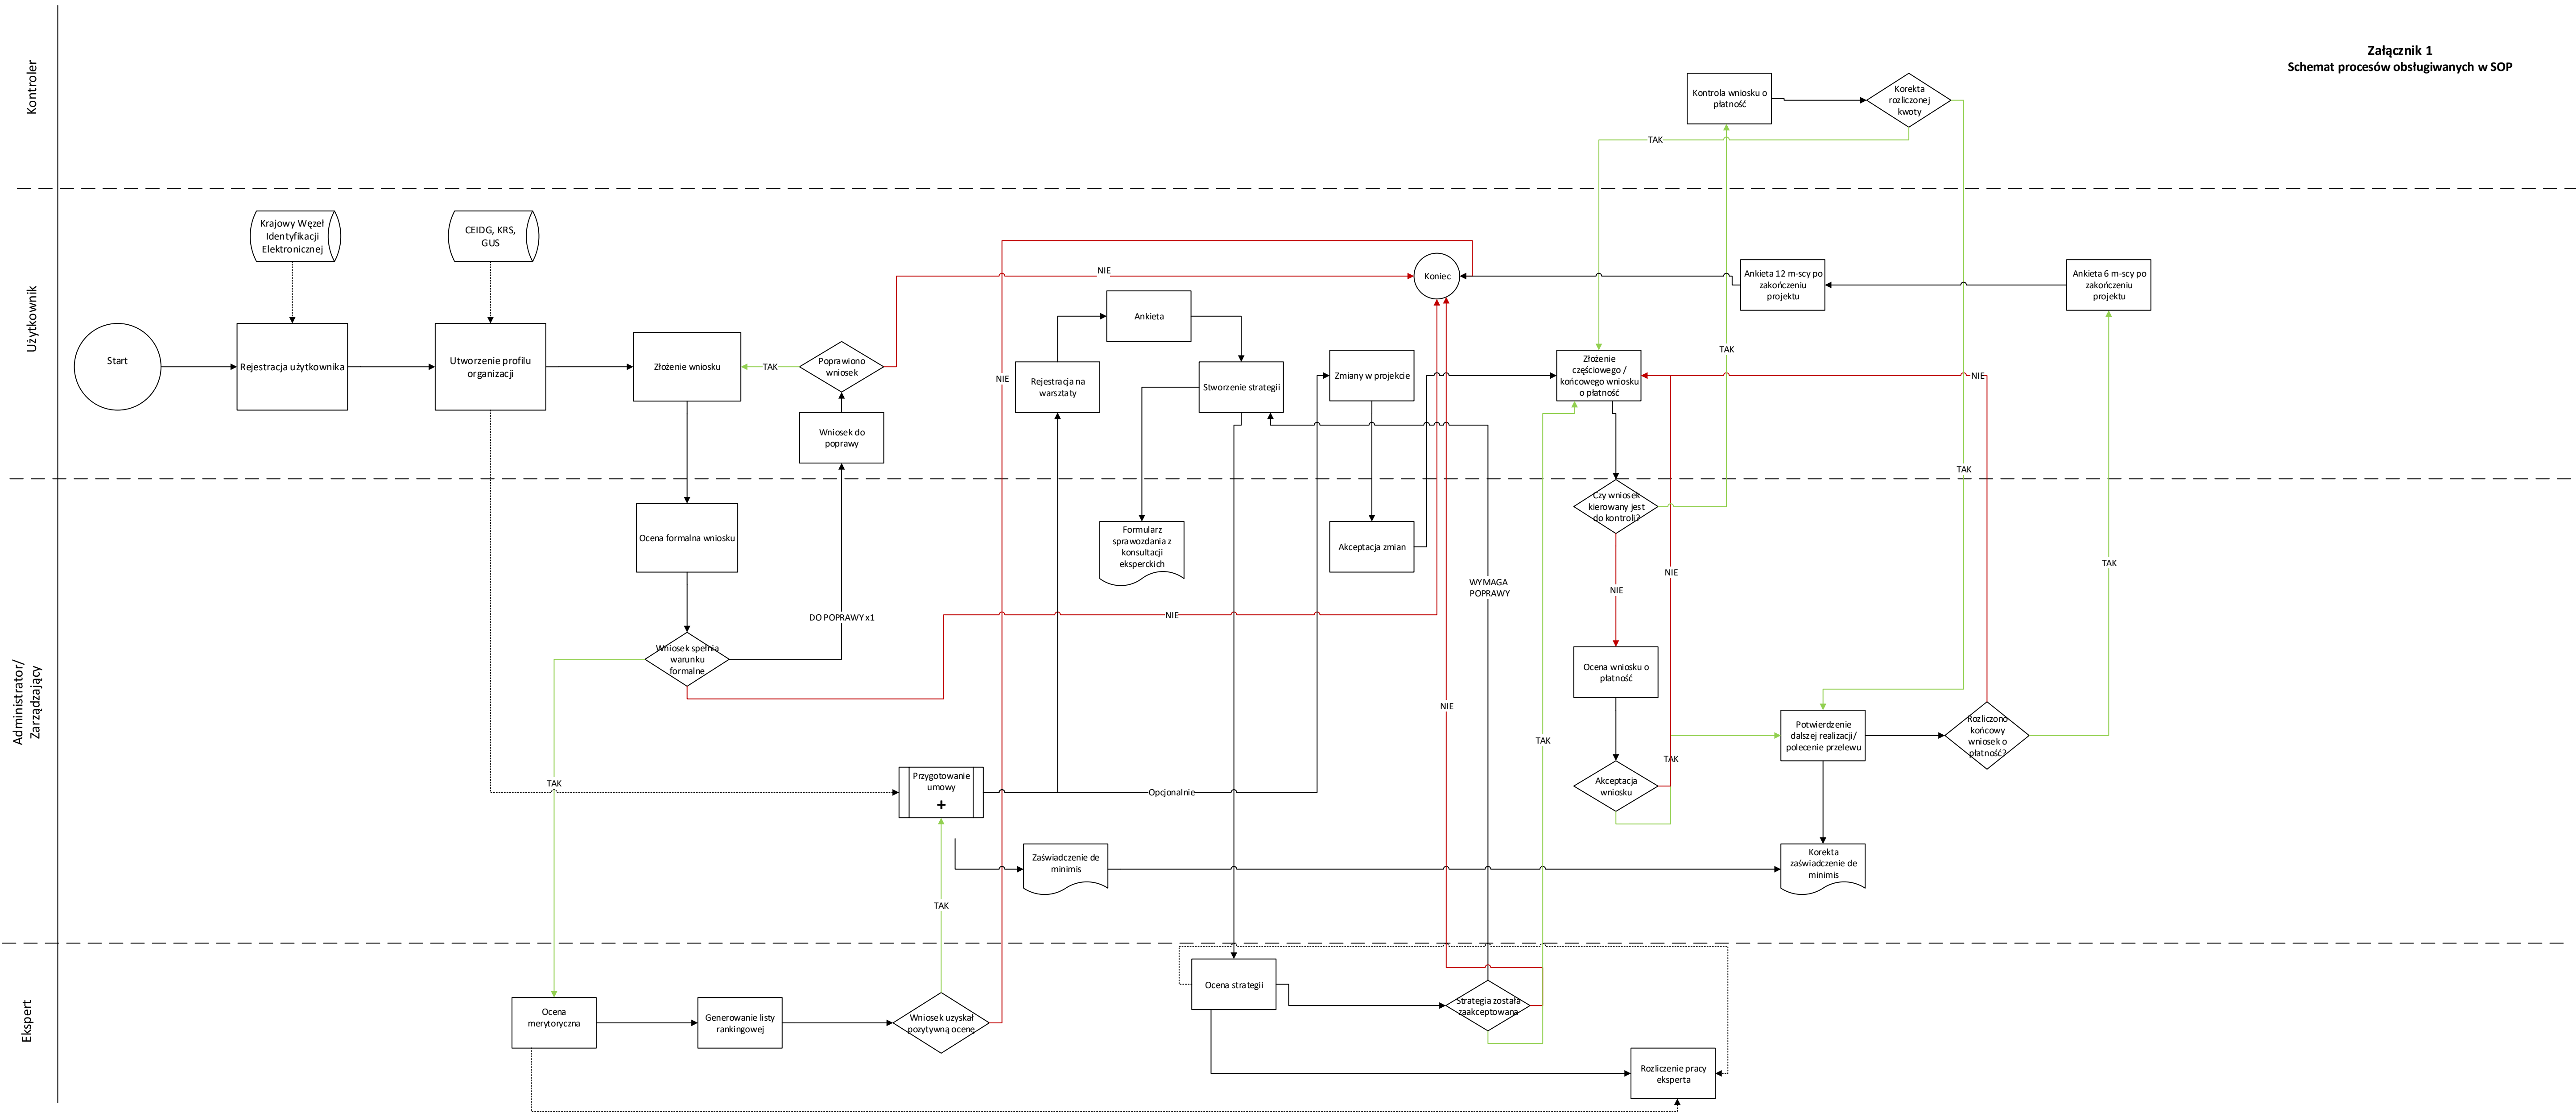 Załącznik 1
Schemat procesów obsługiwanych w SOP
Kontroler
Kontrola wniosku o
płatność
Korekta
rozliczonej
kwoty
TAK
TAK
Użytkownik
Krajowy Węzeł
Identyfikacji
Elektronicznej
CEIDG, KRS,
GUS
Start
Rejestracja użytkownika
Utworzenie profilu
organizacji
Złożenie wniosku
TAK
Poprawiono
wniosek
NIE
Wniosek do
poprawy
NIE
Rejestracja na
warsztaty
Ankieta
Stworzenie strategii
Zmiany w projekcie
Koniec
Złożenie
częściowego /
końcowego wniosku
o płatność
TAK
Ankieta 12 m-scy po
zakończeniu
projektu
Ankieta 6 m-scy po
zakończeniu
projektu
NIE
Administrator/
Zarządzający
Ocena formalna wniosku
Wniosek spełnia
warunku
formalne
DO POPRAWY x1
NIE
TAK
Formularz
sprawozdania z
konsultacji
eksperckich
Akceptacja zmian
WYMAGA
POPRAWY
Czy wniosek
kierowany jest
do kontroli?
NIE
NIE
Ocena wniosku o
płatność
Akceptacja
wniosku
TAK
NIE
TAK
Potwierdzenie
dalszej realizacji/
polecenie przelewu
Rozliczono
końcowy
wniosek o
płatność?
TAK
Przygotowanie
umowy
+
Opcjonalnie
Zaświadczenie de
minimis
Korekta
zaświadczenie de
minimis
TAK
Ekspert
Ocena
merytoryczna
Generowanie listy
rankingowej
Wniosek uzyskał
pozytywną ocenę
Ocena strategii
Strategia została
zaakceptowana
Rozliczenie pracy
eksperta